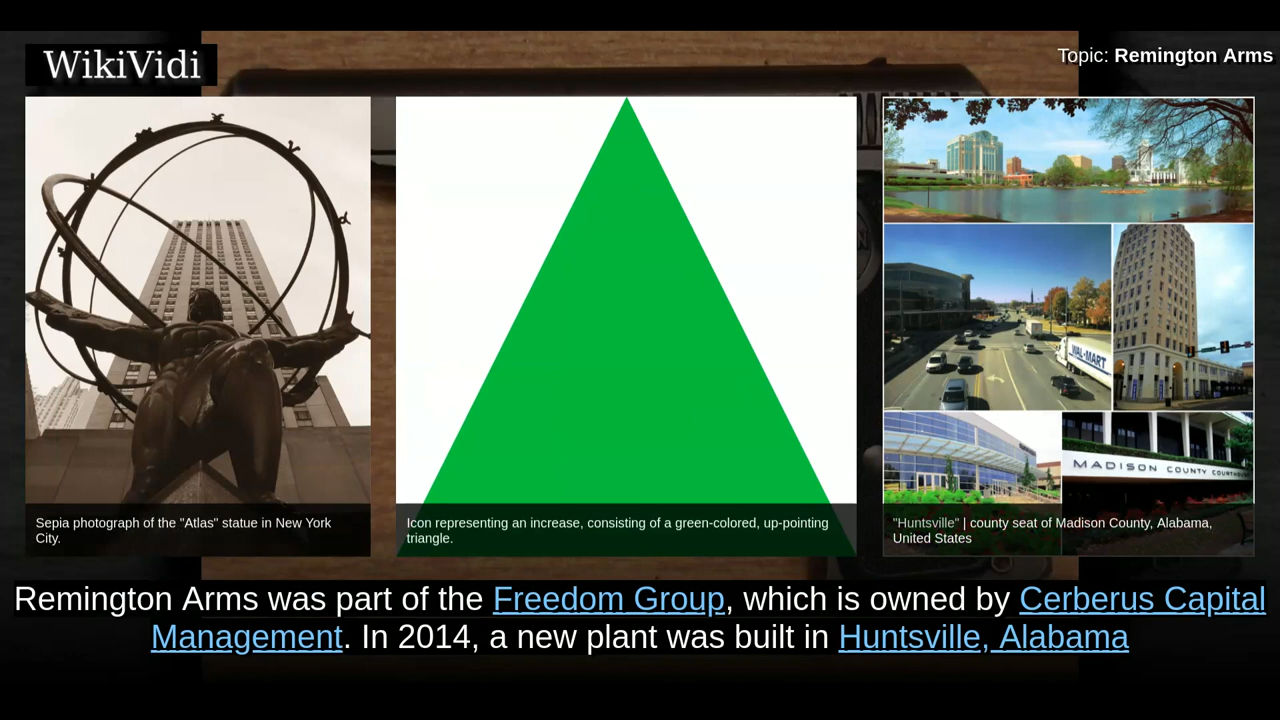 WikiVidi
Topic: Remington Arms
WAL-MART
MADISON COUNTY
Sepia photograph of the "Atlas" statue in New York
City.
Icon representing an increase, consisting of a green-colored, up-pointing
triangle.
"Huntsville" | county seat of Madison County, Alabama,
United States
Remington Arms was part of the Freedom Group, which is owned by Cerberus Capital
Management. In 2014, a new plant was built in Huntsville, Alabama